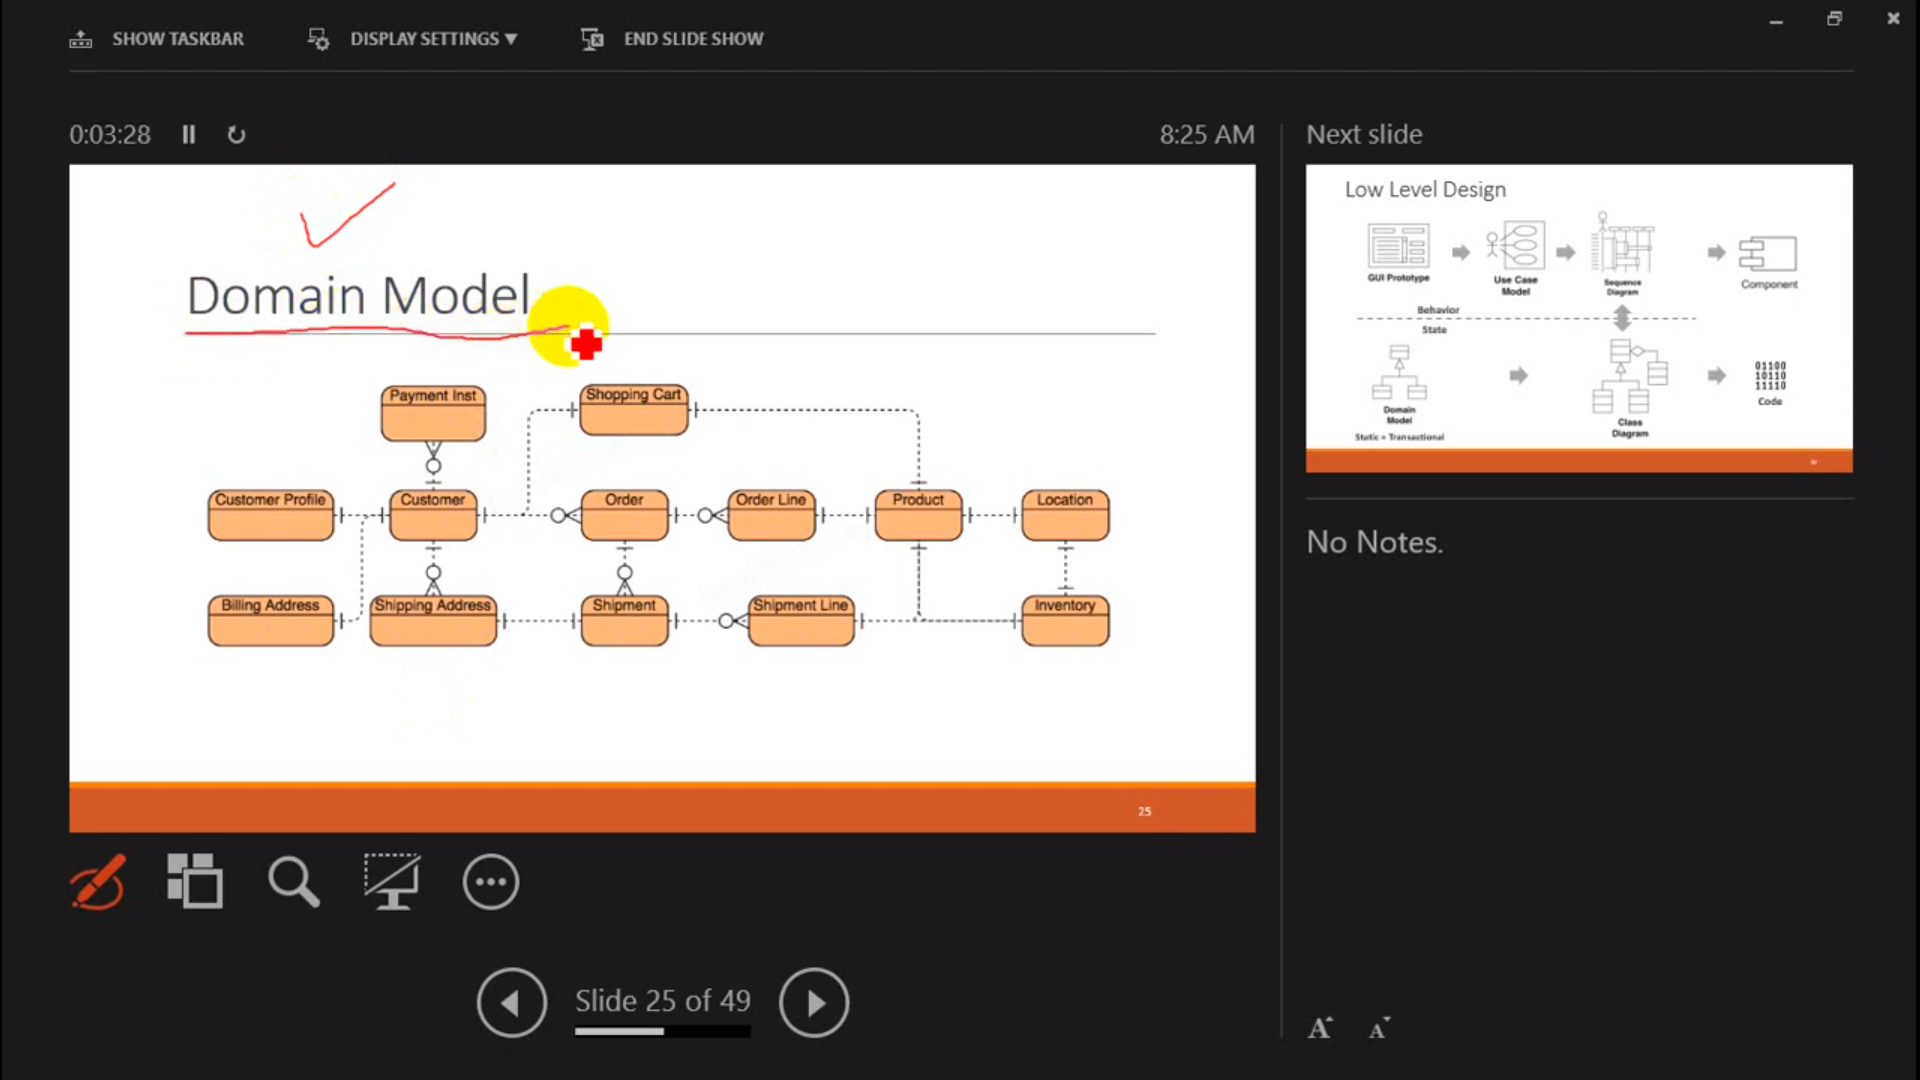 SHOW TASKBAR
DISPLAY SETTINGS ▼
END SLIDE SHOW
0:03:28
8:25 AM
Next slide
Domain Model
Payment Inst
Shopping Cart
Customer Profile
Customer
Order
Order Line
Product
Location
Billing Address
Shipping Address
Shipment
Shipment Line
Inventory
25
Low Level Design
GUI Prototype
Use Case
Model
Sequence
Diagram
Component
Behavior
State
Domain
Model
Static + Transactional
Class
Diagram
01100
10110
11110
Code
No Notes.
Slide 25 of 49
A
A